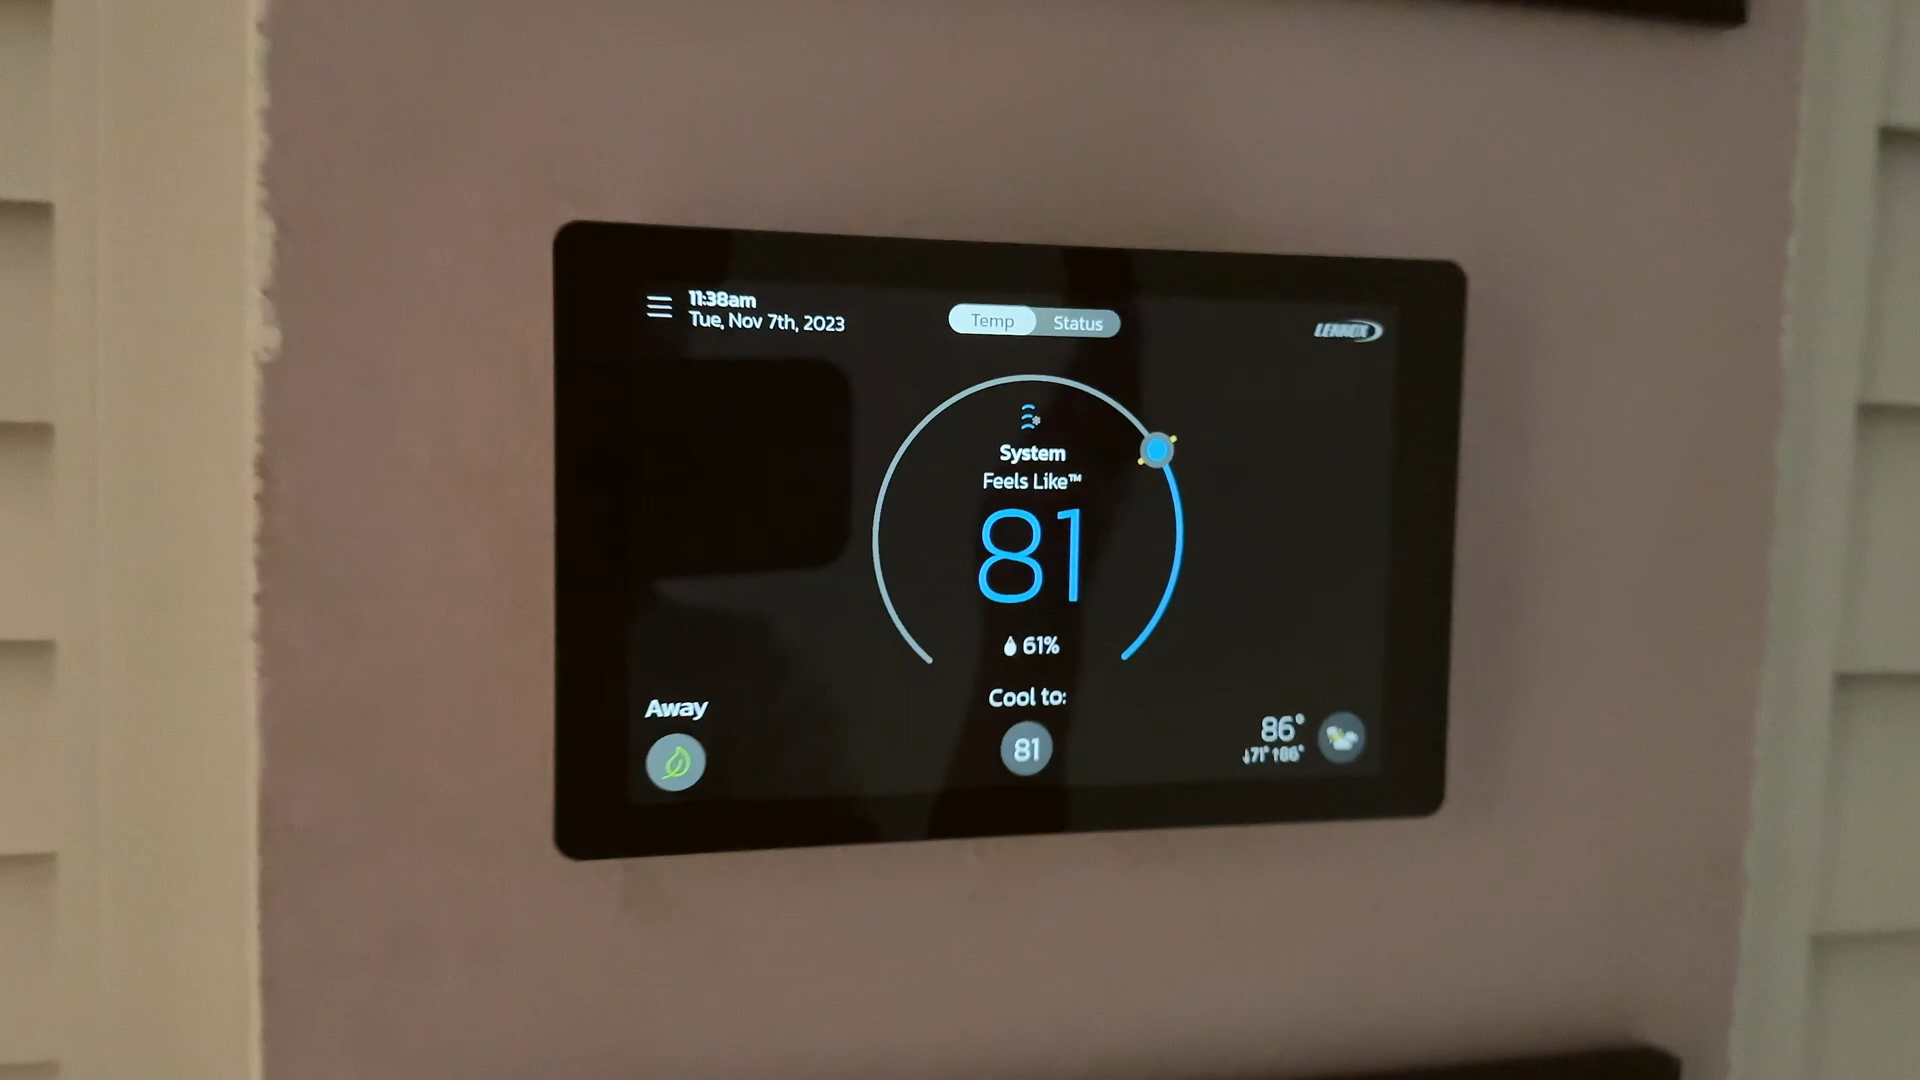 11:38am
Tue, Nov 7th, 2023
Temp Status
LENNOX
System
Feels Like™
81
61%
Cool to:
81
Away
86°
↓71° ↑86°